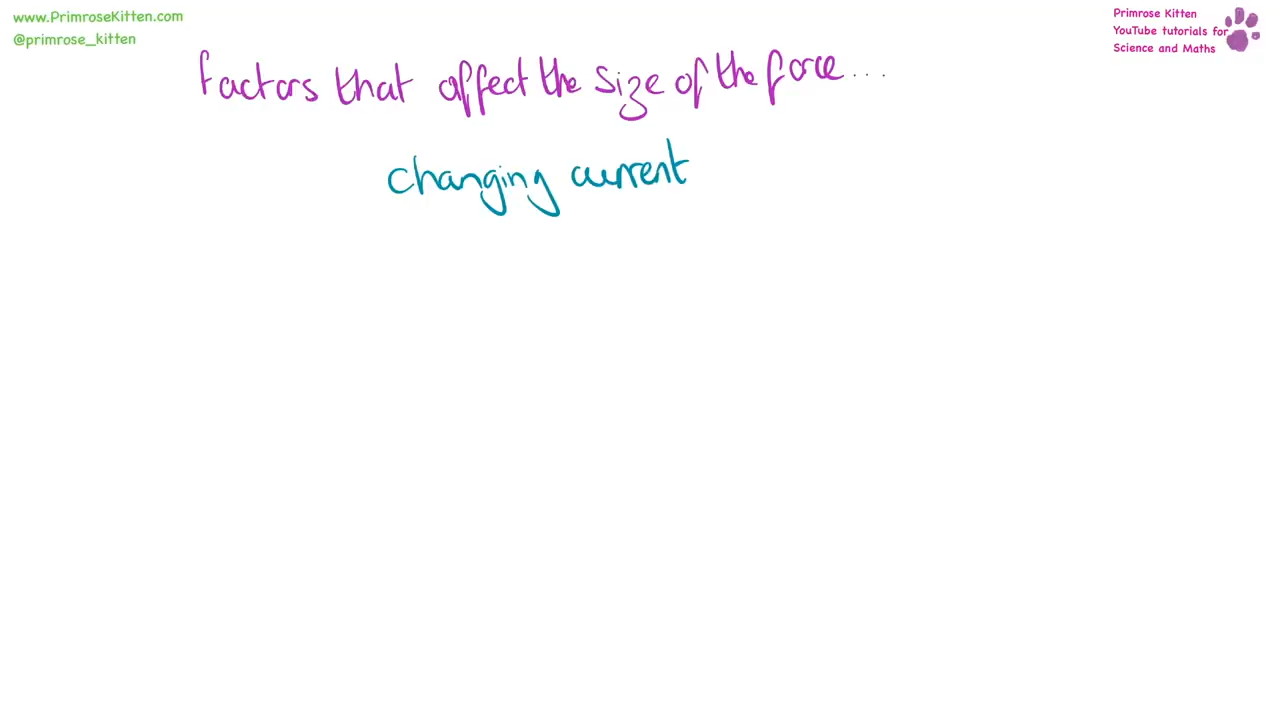 www.PrimroseKitten.com
@primrose_kitten
Primrose Kitten
YouTube tutorials for
Science and Maths
factors that affect the size of the force...
changing current